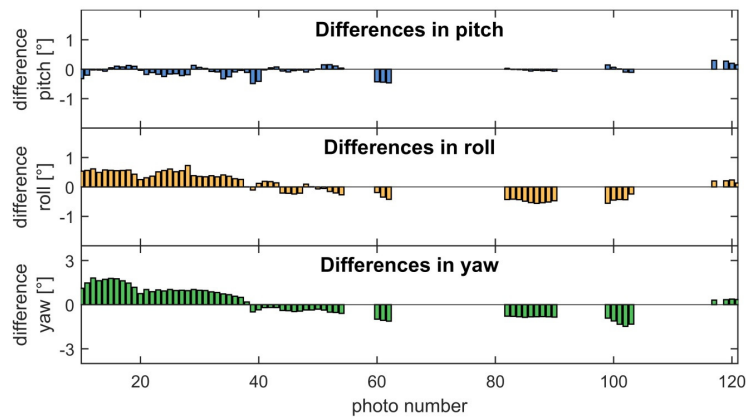 Differences in pitch
difference
pitch [°]
1
0
-1
Differences in roll
difference
roll [°]
1
0
-1
Differences in yaw
difference
yaw [°]
3
0
-3
20 40 60 80 100 120
photo number